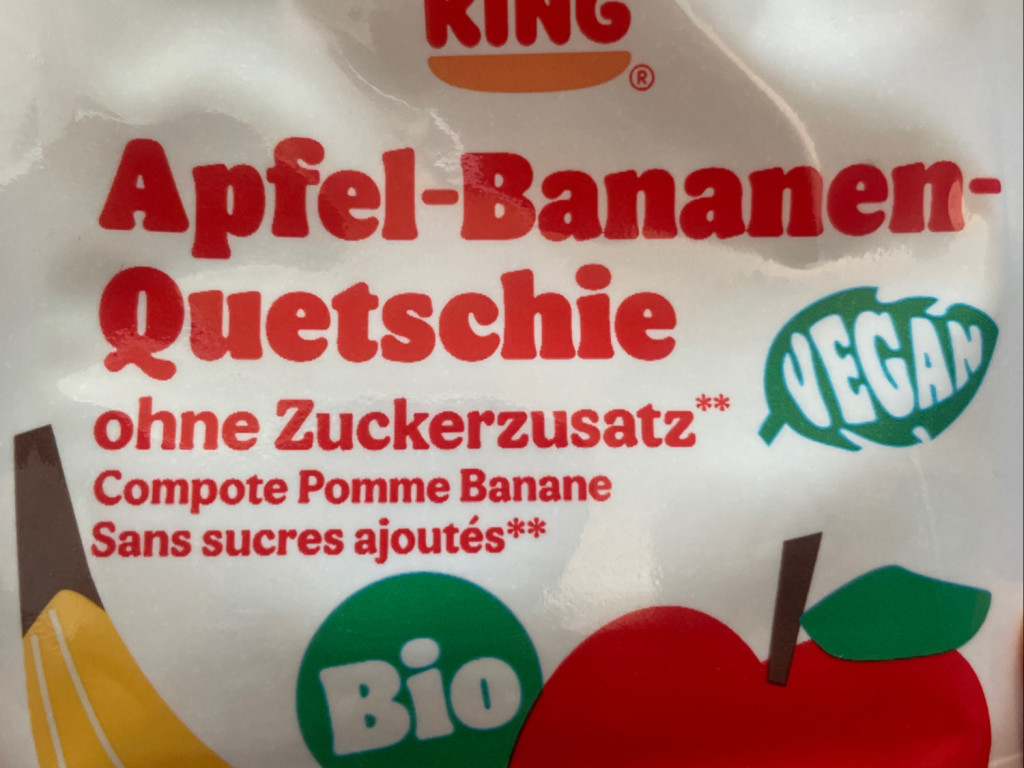 KING
®
Apfel-Bananen-
Quetschie
ohne Zuckerzusatz**
Compote Pomme Banane
Sans sucres ajoutés**
VEGAN
Bio